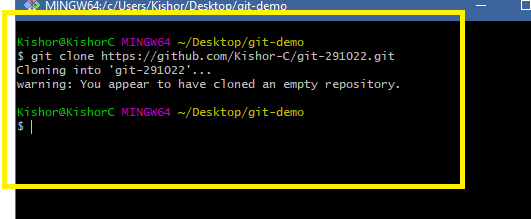 MINGW64:/c/Users/Kishor/Desktop/git-demo
Kishor@KishorC MINGW64 ~/Desktop/git-demo
$ git clone https://github.com/Kishor-C/git-291022.git
Cloning into 'git-291022'...
warning: You appear to have cloned an empty repository.
Kishor@KishorC MINGW64 ~/Desktop/git-demo
$